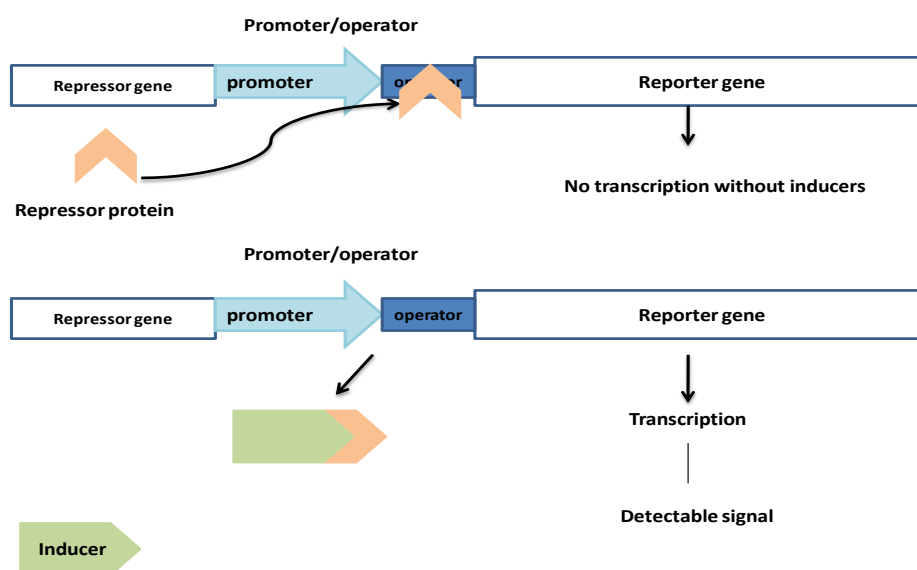 Promoter/operator
Repressor gene
promoter
operator
Reporter gene
No transcription without inducers
Repressor protein
Promoter/operator
Repressor gene
promoter
operator
Reporter gene
Transcription
Detectable signal
Inducer